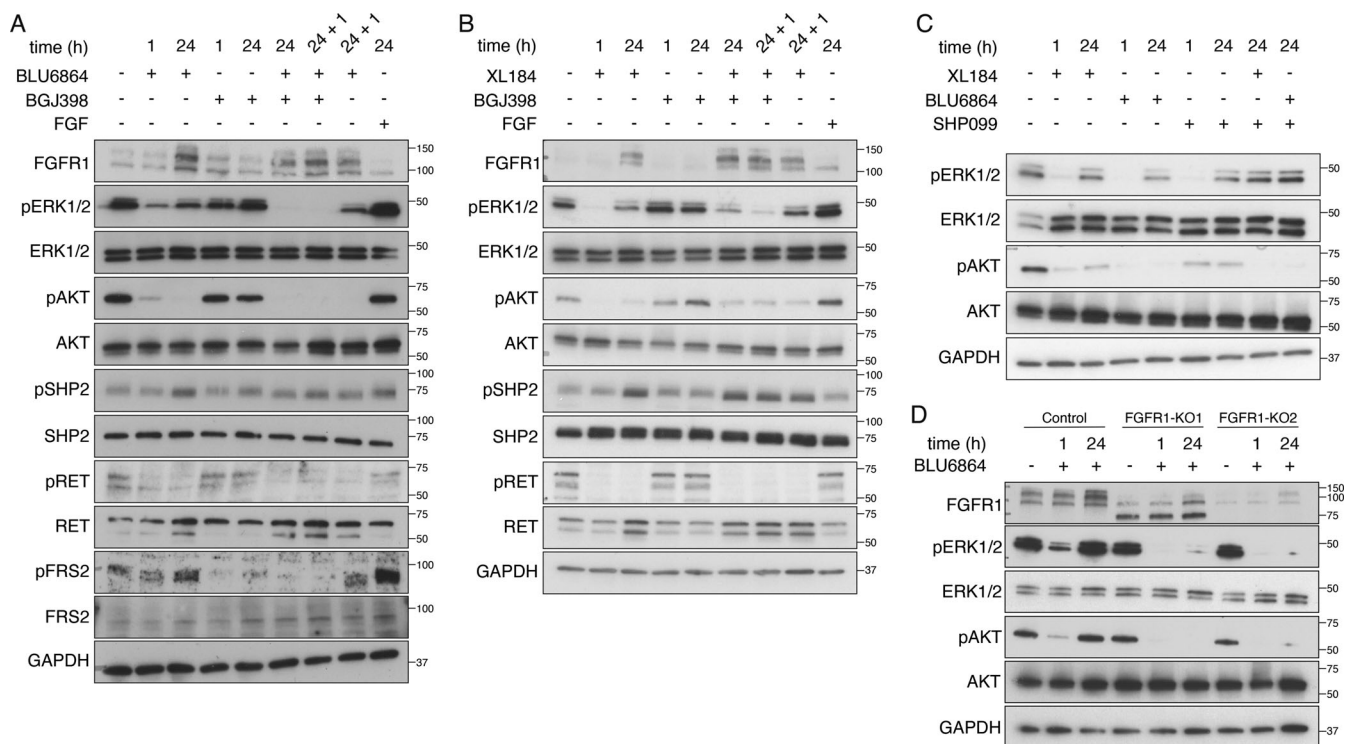 A
time (h) 1 24 1 24 24 24 + 1 24 + 1 24
BLU6864 - + + - - + + + -
BGJ398 - - - + + + + - -
FGF - - - - - - - - +
FGFR1 150 100
pERK1/2 50
ERK1/2 50
pAKT 75 50
AKT 75 50
pSHP2 100 75
SHP2 100 75
pRET 75 50
RET 75 50
pFRS2 100
FRS2 100
GAPDH 37
B
time (h) 1 24 1 24 24 24 + 1 24 + 1 24
XL184 - + + - - + + + -
BGJ398 - - - + + + + - -
FGF - - - - - - - - +
FGFR1 150 100
pERK1/2 50
ERK1/2 50
pAKT 75 50
AKT 75 50
pSHP2 100 75
SHP2 100 75
pRET 75 50
RET 75 50
GAPDH 37
C
time (h) 1 24 1 24 1 24 24 24
XL184 - + + - - - - + -
BLU6864 - - - + + - - - +
SHP099 - - - - - + + + +
pERK1/2 50
ERK1/2 50
pAKT 75 50
AKT 75 50
GAPDH 37
D
Control FGFR1-KO1 FGFR1-KO2
time (h) 1 24 1 24 1 24
BLU6864 - + + - + + - + +
FGFR1 150 100 75
pERK1/2 50
ERK1/2 50
pAKT 75 50
AKT 75 50
GAPDH 37